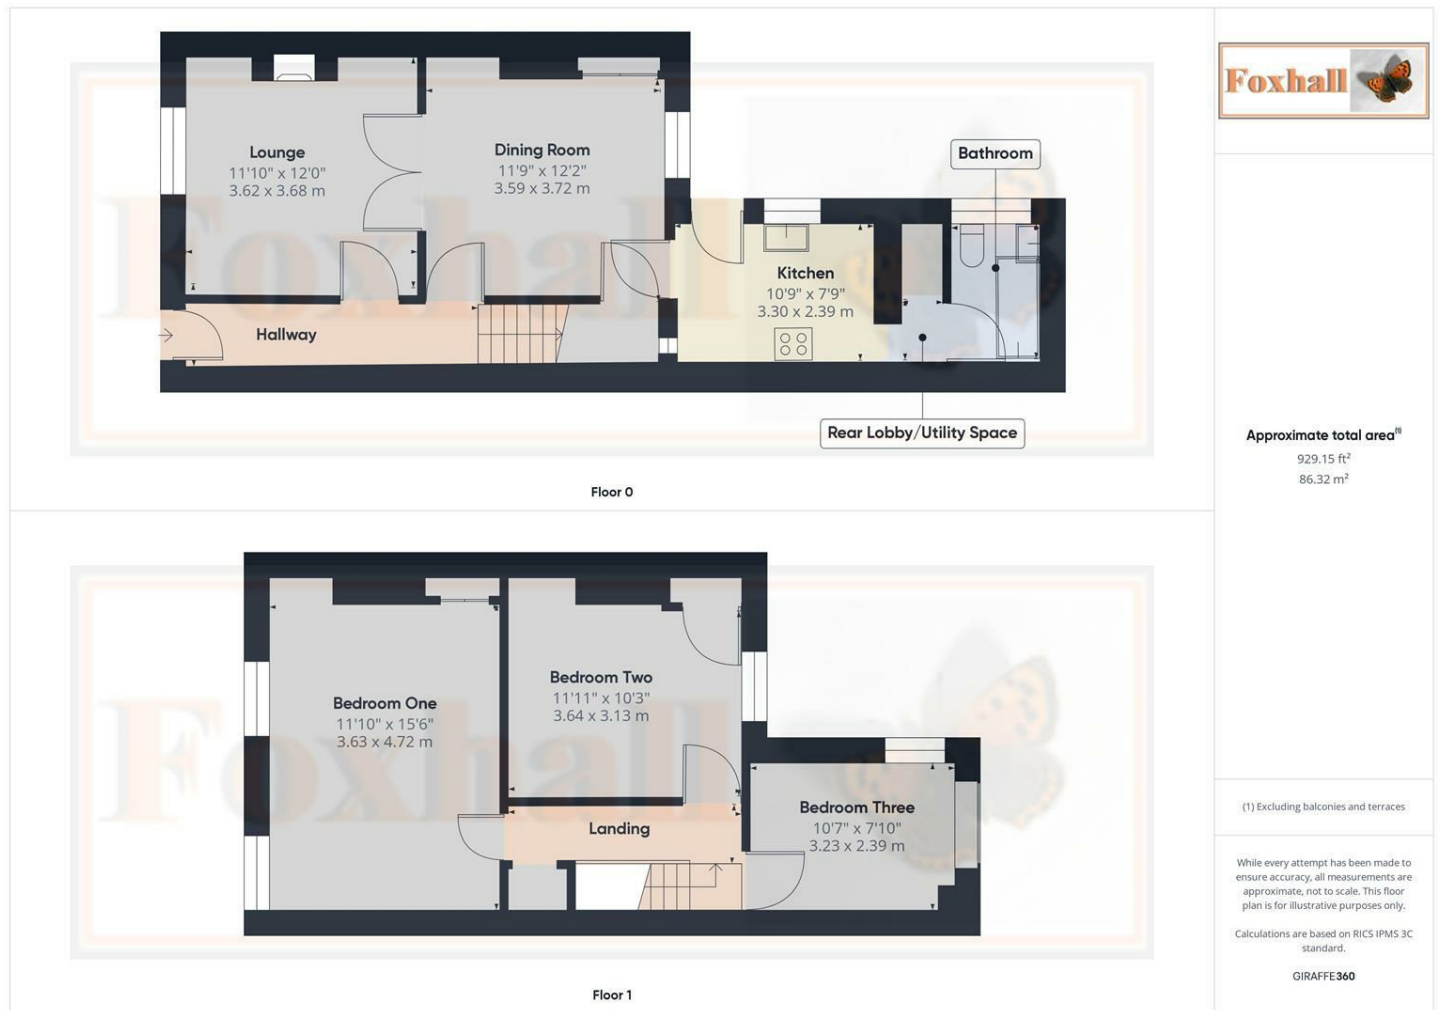 Foxhall
Lounge
11'10" x 12'0"
3.62 x 3.68 m
Dining Room
11'9" x 12'2"
3.59 x 3.72 m
Bathroom
Kitchen
10'9" x 7'9"
3.30 x 2.39 m
Hallway
Rear Lobby/Utility Space
Foxhall
Floor 0
Bedroom One
11'10" x 15'6"
3.63 x 4.72 m
Bedroom Two
11'11" x 10'3"
3.64 x 3.13 m
Bedroom Three
10'7" x 7'10"
3.23 x 2.39 m
Landing
Foxhall
Floor 1
Approximate total area(1)
929.15 ft²
86.32 m²
(1) Excluding balconies and terraces
While every attempt has been made to
ensure accuracy, all measurements are
approximate, not to scale. This floor
plan is for illustrative purposes only.
Calculations are based on RICS IPMS 3C
standard.
GIRAFFE360